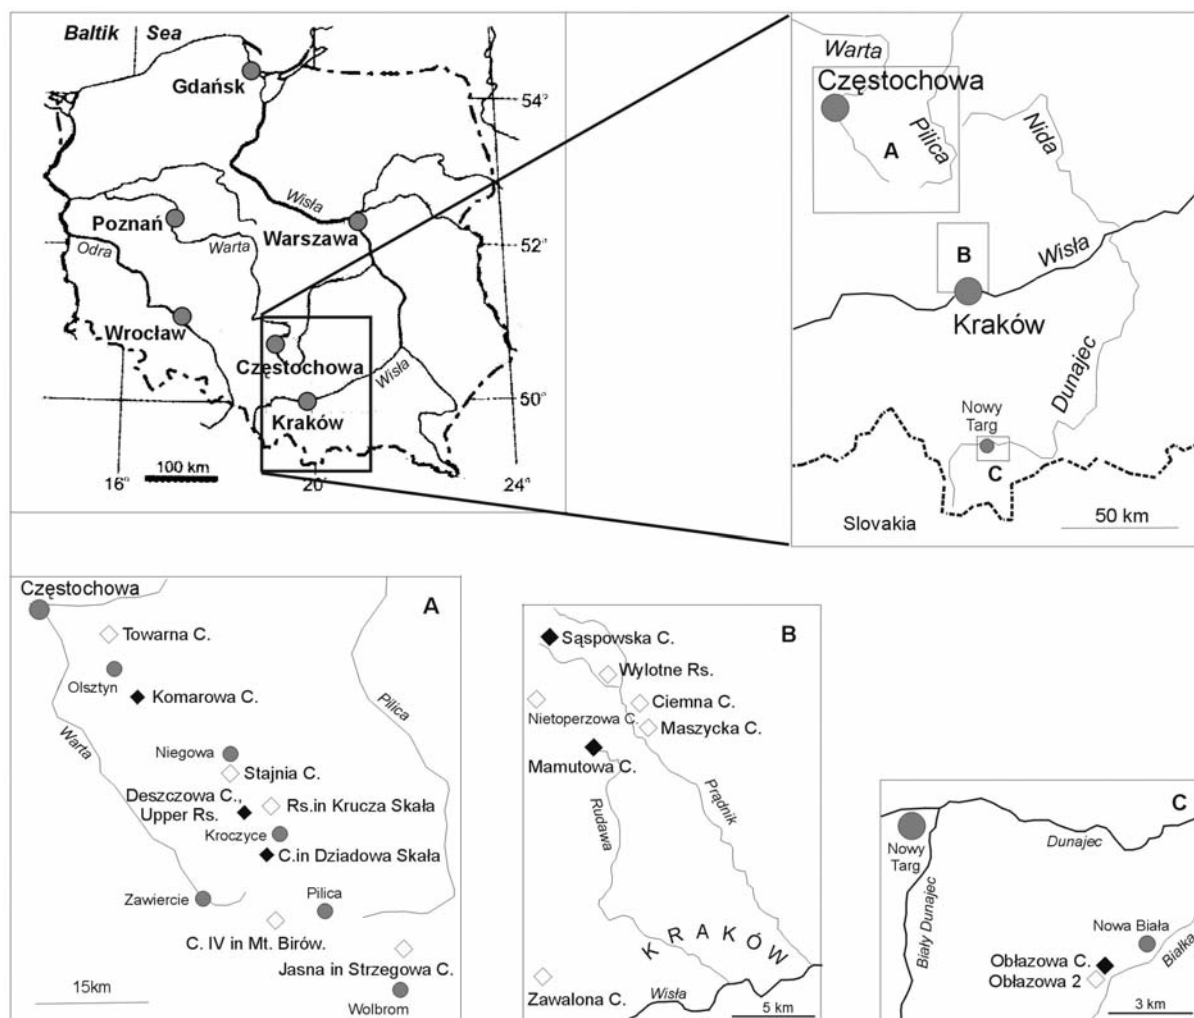 Baltik Sea
Gdańsk
54°
Wisła
Poznań
Warszawa
Warta
Odra
52°
Wrocław
Częstochowa
Wisła
50°
Kraków
100 km
16°
20°
24°
Warta
Częstochowa
Pilica
Nida
A
B
Wisła
Kraków
Dunajec
Nowy
Targ
C
Slovakia
50 km
Częstochowa
A
Towarna C.
Olsztyn
Komarowa C.
Pilica
Warta
Niegowa
Stajnia C.
Deszczowa C.,
Upper Rs.
Rs.in Krucza Skała
Kroczyce
C.in Dziadowa Skała
Zawiercie
Pilica
C. IV in Mt. Birów.
Jasna in Strzegowa C.
15km
Wolbrom
B
Sąspowska C.
Wylotne Rs.
Ciemna C.
Nietoperzowa C.
Maszycka C.
Mamutowa C.
Prądnik
Rudawa
KRAKÓW
Zawalona C.
Wisła
5 km
C
Nowy
Targ
Dunajec
Biały Dunajec
Nowa Biała
Białka
Obłazowa C.
Obłazowa 2
3 km